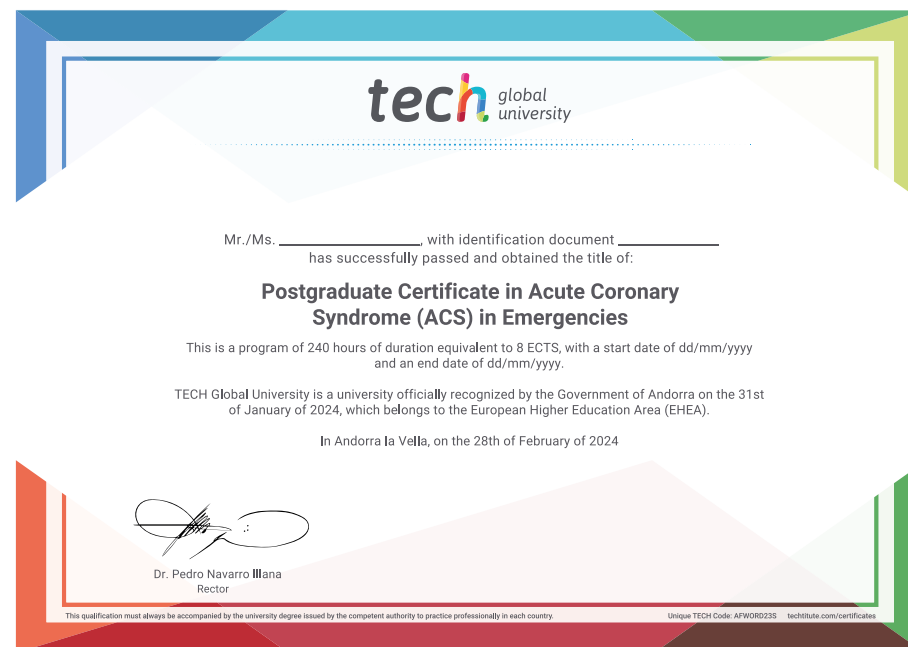 tech global university
Mr./Ms. ____________________, with identification document ______________
has successfully passed and obtained the title of:
Postgraduate Certificate in Acute Coronary
Syndrome (ACS) in Emergencies
This is a program of 240 hours of duration equivalent to 8 ECTS, with a start date of dd/mm/yyyy
and an end date of dd/mm/yyyy.
TECH Global University is a university officially recognized by the Government of Andorra on the 31st
of January of 2024, which belongs to the European Higher Education Area (EHEA).
In Andorra la Vella, on the 28th of February of 2024
Dr. Pedro Navarro Illana
Rector
This qualification must always be accompanied by the university degree issued by the competent authority to practice professionally in each country.
Unique TECH Code: AFWORD23S techtitute.com/certificates